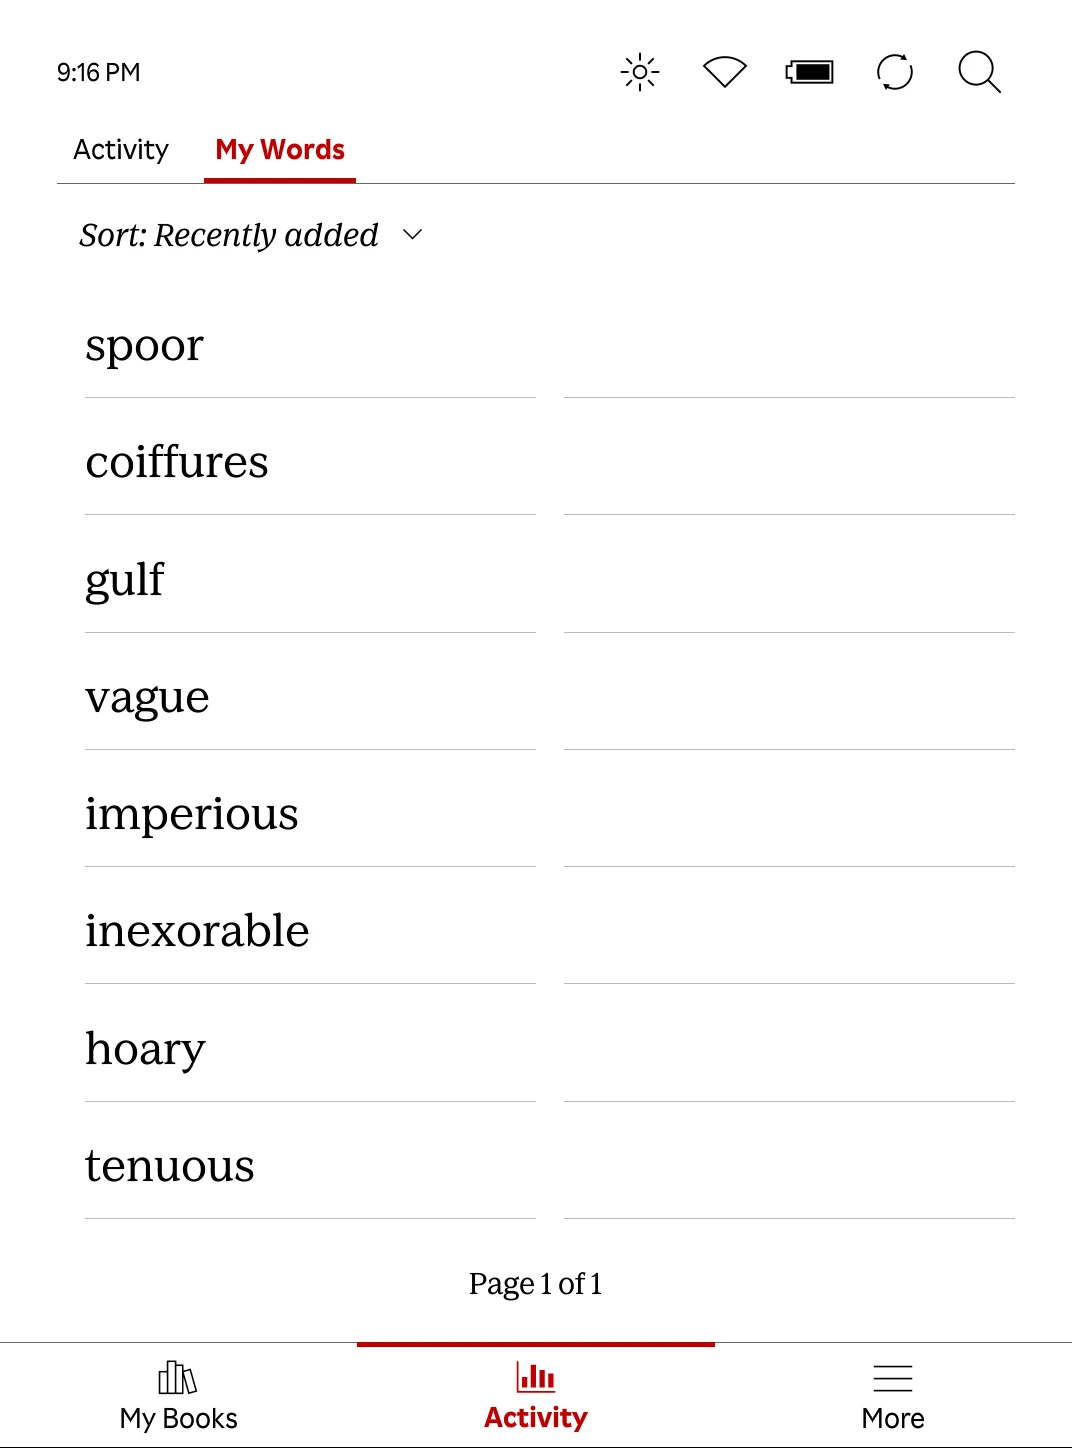 9:16 PM
Activity My Words
Sort: Recently added
spoor
coiffures
gulf
vague
imperious
inexorable
hoary
tenuous
Page 1 of 1
My Books Activity More